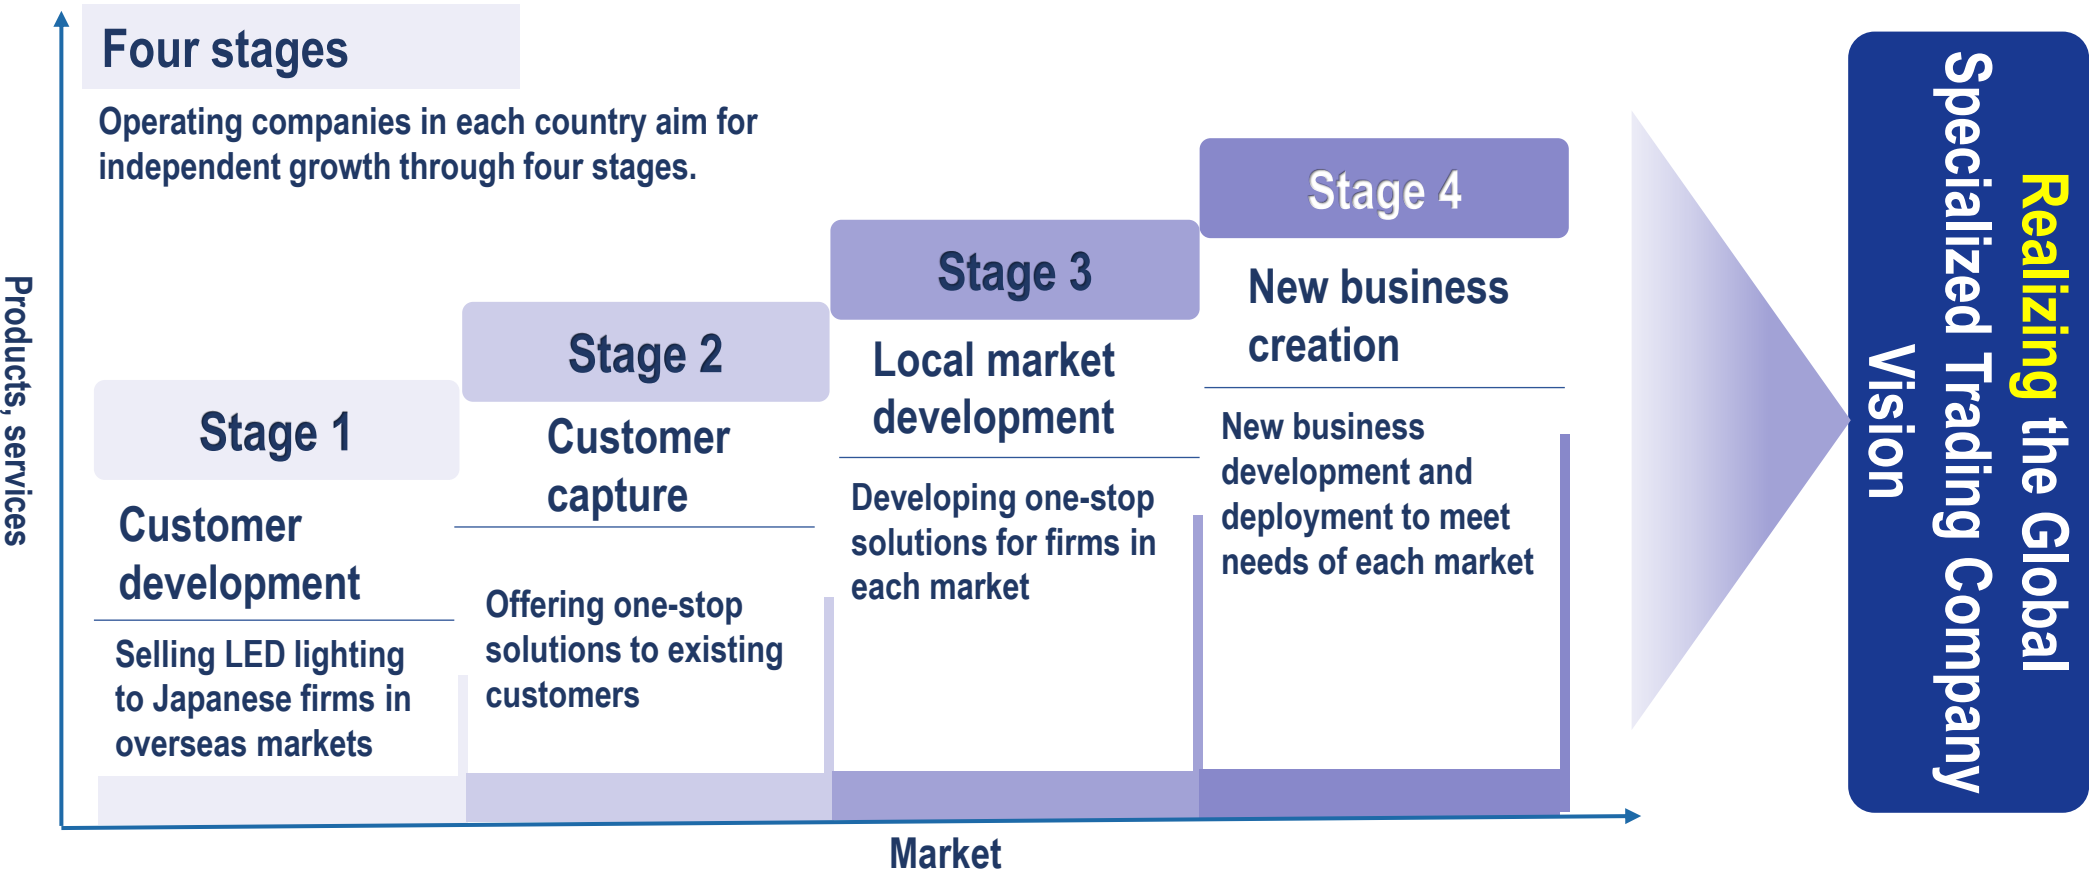 Four stages
Operating companies in each country aim for
independent growth through four stages.
Products, services
Stage 1
Customer
development
Selling LED lighting
to Japanese firms in
overseas markets
Stage 2
Customer
capture
Offering one-stop
solutions to existing
customers
Stage 3
Local market
development
Developing one-stop
solutions for firms in
each market
Stage 4
New business
creation
New business
development and
deployment to meet
needs of each market
Market
Realizing the Global
Specialized Trading Company
Vision